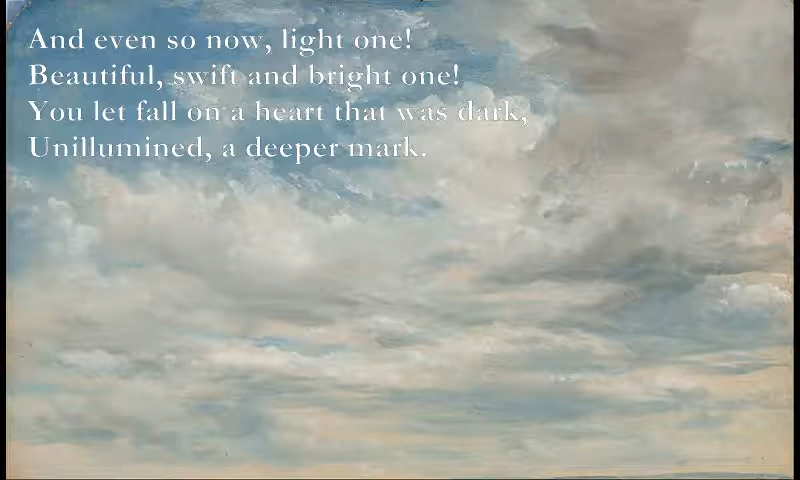 And even so now, light one!
Beautiful, swift and bright one!
You let fall on a heart that was dark,
Unillumined, a deeper mark.